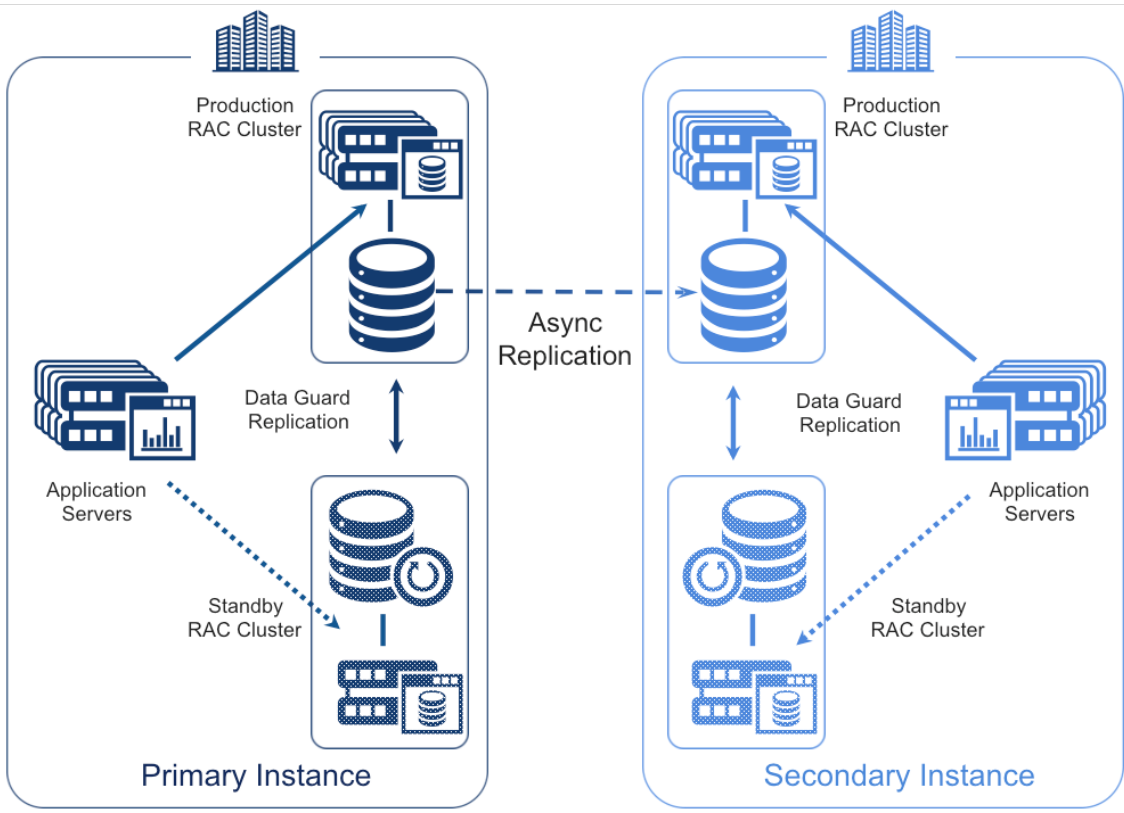 Production
RAC Cluster
Production
RAC Cluster
Async
Replication
Data Guard
Replication
Data Guard
Replication
Application
Servers
Application
Servers
Standby
RAC Cluster
Standby
RAC Cluster
Primary Instance
Secondary Instance